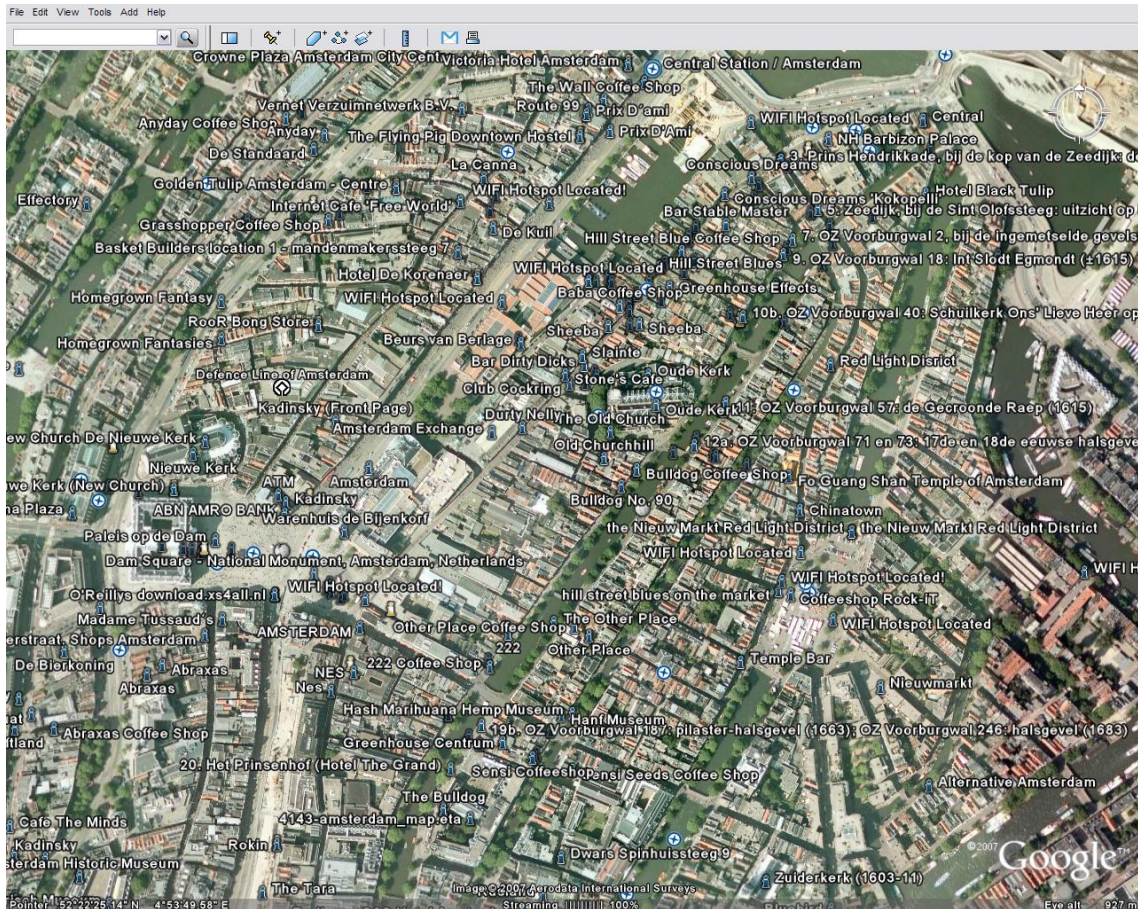 File Edit View Tools Add Help
Crowne Plaza Amsterdam City Cent
Victoria Hotel Amsterdam
Central Station / Amsterdam
The Wall Coffee Shop
Vernet Verzuimnetwerk B.V.
Route 99
Prix D'ami
Anyday Coffee Shop
Anyday
The Flying Pig Downtown Hostel
Prix D'Ami
WIFI Hotspot Located
Central
NH Barbizon Palace
De Standaard
La Canna
Conscious Dreams
3. Prins Hendrikkade, bij de kop van de Zeedijk: de
Golden Tulip Amsterdam - Centre
WIFI Hotspot Located!
Conscious Dreams 'Kokopelli'
Hotel Black Tulip
Effectory
Internet Cafe 'Free World'
Bar Stable Master
5. Zeedijk, bij de Sint Olofssteeg: uitzicht op
Grasshopper Coffee Shop
De Kuil
Hill Street Blue Coffee Shop
7. OZ Voorburgwal 2, bij de ingemetselde gevels
Basket Builders location 1 - mandenmakerssteeg 7
Hotel De Korenaer
WIFI Hotspot Located
Hill Street Blues
9. OZ Voorburgwal 18: Int Slodt Egmondt (±1615)
Homegrown Fantasy
WIFI Hotspot Located
Baba Coffee Shop
Greenhouse Effects
RooR Bong Store
Sheeba
Sheeba
10b. OZ Voorburgwal 40: Schuilkerk Ons' Lieve Heer op
Homegrown Fantasies
Beurs van Berlage
Slainte
Bar Dirty Dicks
Red Light Disrict
Defence Line of Amsterdam
Club Cockring
Stone's Cafe
Oude Kerk
Kadinsky (Front Page)
Durty Nelly
The Old Church
Oude Kerk
11. OZ Voorburgwal 57: de Gecroonde Raep (1615)
Amsterdam Exchange
Old Churchhill
12a. OZ Voorburgwal 71 en 73: 17de en 18de eeuwse halsgeve
ew Church De Nieuwe Kerk
Nieuwe Kerk
Amsterdam
Bulldog Coffee Shop
Fo Guang Shan Temple of Amsterdam
we Kerk (New Church)
ATM
Kadinsky
Bulldog No. 90
na Plaza
ABN AMRO BANK
Warenhuis de Bijenkorf
Chinatown
Paleis op de Dam
the Nieuw Markt Red Light District
the Nieuw Markt Red Light District
Dam Square - National Monument, Amsterdam, Netherlands
WIFI Hotspot Located
WIFI H
WIFI Hotspot Located!
WIFI Hotspot Located!
O'Reillys download.xs4all.nl
hill street blues on the market
Coffeeshop Rock-IT
Madame Tussaud's
AMSTERDAM
Other Place Coffee Shop
The Other Place
WIFI Hotspot Located
erstraat, Shops Amsterdam
222
Other Place
De Bierkoning
Abraxas
NES
222 Coffee Shop
Temple Bar
Abraxas
Nes
Nieuwmarkt
Hash Marihuana Hemp Museum
Hanf Museum
Abraxas Coffee Shop
19b. OZ Voorburgwal 187: pilaster-halsgevel (1663); OZ Voorburgwal 246: halsgevel (1683)
Greenhouse Centrum
20. Het Prinsenhof (Hotel The Grand)
Sensi Coffeeshop
ensi Seeds Coffee Shop
Alternative Amsterdam
The Bulldog
4143-amsterdam_map.eta
Cafe The Minds
Kadinsky
Rokin
Dwars Spinhuissteeg 9
sterdam Historic Museum
©2007 Google™
The Tara
Zuiderkerk (1603-11)
Image © 2007 Aerodata International Surveys
Pointer 52°22'25.14" N 4°53'49.58" E
Streaming |||||||||| 100%
Eye alt 927 m